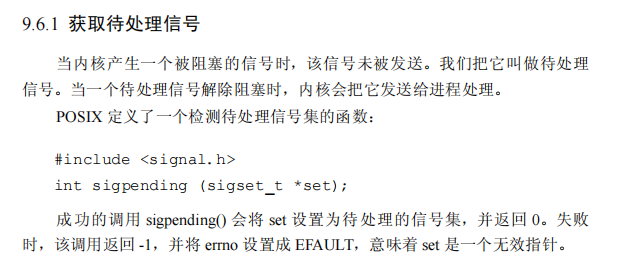 9.6.1 获取待处理信号
当内核产生一个被阻塞的信号时，该信号未被发送。我们把它叫做待处理
信号。当一个待处理信号解除阻塞时，内核会把它发送给进程处理。
POSIX 定义了一个检测待处理信号集的函数：
#include <signal.h>
int sigpending (sigset_t *set);
成功的调用 sigpending() 会将 set 设置为待处理的信号集，并返回 0。失败
时，该调用返回 -1，并将 errno 设置成 EFAULT，意味着 set 是一个无效指针。